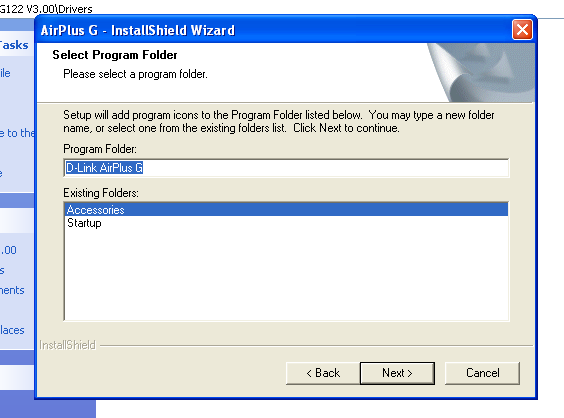 G122 V3.00\Drivers
AirPlus G - InstallShield Wizard
Tasks
Select Program Folder
Please select a program folder.
ile
Setup will add program icons to the Program Folder listed below. You may type a new folder
name, or select one from the existing folders list. Click Next to continue.
e to the
Program Folder:
D-Link AirPlus G
e
Existing Folders:
Accessories
Startup
.00
s
nents
laces
InstallShield
< Back
Next >
Cancel